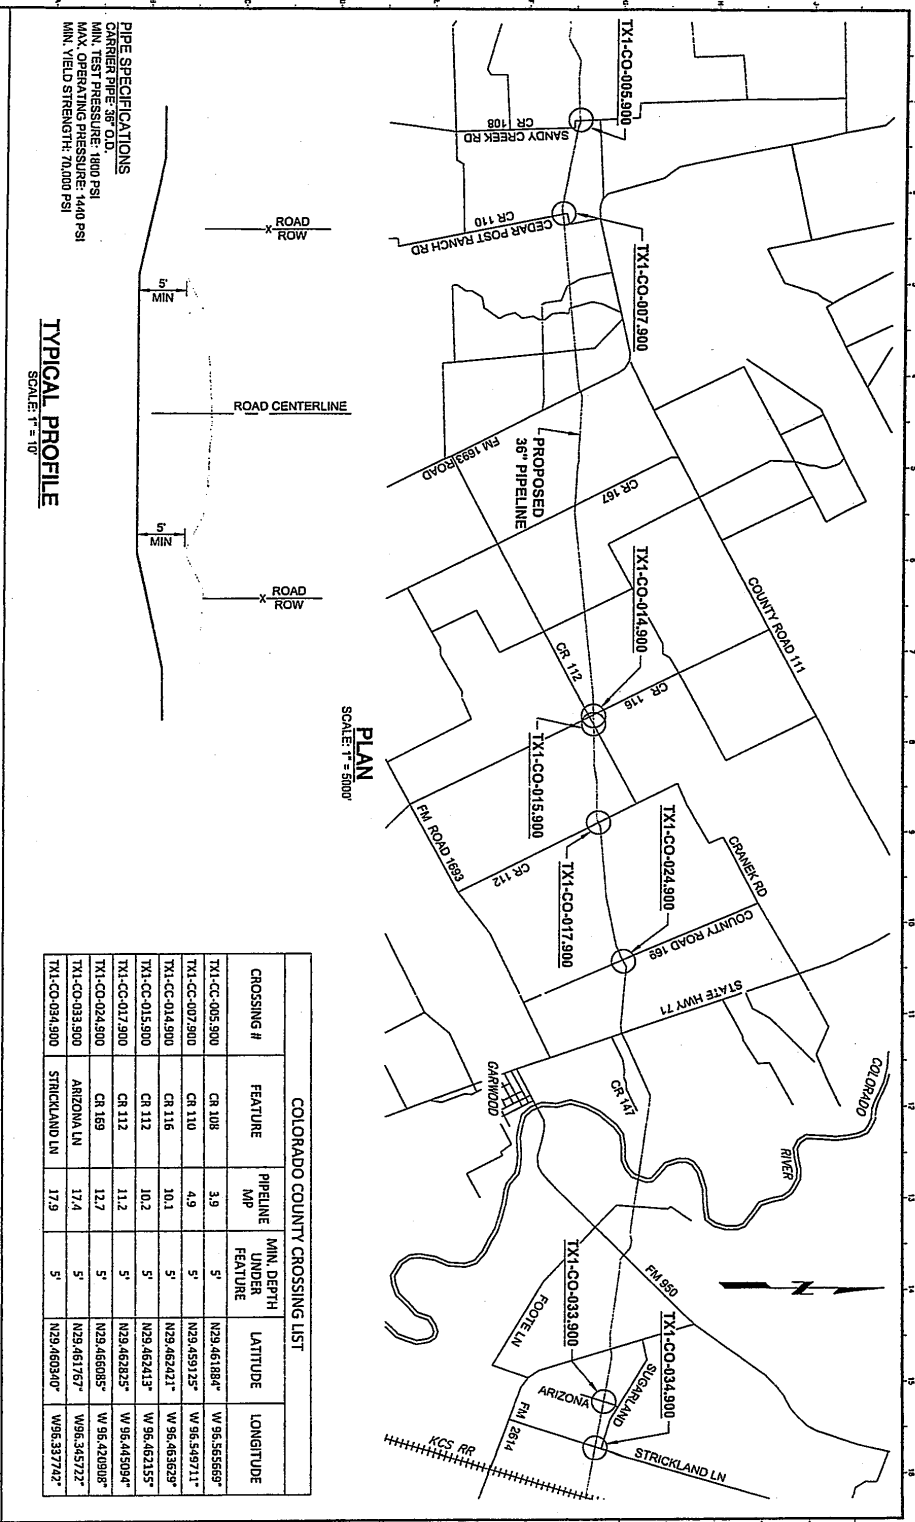 TX1-CO-005.900
SANDY CREEK RD
CR 108
TX1-CO-007.900
CEDAR POST RANCH RD
CR 110
PROPOSED
36" PIPELINE
FM 1693 ROAD
CR 167
COUNTY ROAD 111
TX1-CO-014.900
CR 112
CR 116
TX1-CO-015.900
TX1-CO-017.900
FM ROAD 1693
CR 112
TX1-CO-024.900
CRANEK RD
COUNTY ROAD 169
STATE HWY 71
GARWOOD
CR 147
COLORADO
RIVER
N
FM 950
FOOTE LN
TX1-CO-033.900
TX1-CO-034.900
ARIZONA
SUGARLAND
FM 2614
STRICKLAND LN
KCS RR
PLAN
SCALE: 1" = 5000'
ROAD
ROW
ROAD CENTERLINE
ROAD
ROW
5'
MIN
5'
MIN
TYPICAL PROFILE
SCALE: 1" = 10'
PIPE SPECIFICATIONS
CARRIER PIPE: 36" O.D.
MIN. TEST PRESSURE: 1800 PSI
MAX. OPERATING PRESSURE: 1440 PSI
MIN. YIELD STRENGTH: 70,000 PSI
COLORADO COUNTY CROSSING LIST
CROSSING # FEATURE PIPELINE MP MIN. DEPTH UNDER FEATURE LATITUDE LONGITUDE
TX1-CC-005.900 CR 108 3.9 5' N29.461884° W 96.565669°
TX1-CC-007.900 CR 110 4.9 5' N29.459125° W 96.549711°
TX1-CC-014.900 CR 116 10.1 5' N29.462421° W 96.463629°
TX1-CC-015.900 CR 112 10.2 5' N29.462413° W 96.462155°
TX1-CC-017.900 CR 112 11.2 5' N29.462825° W 96.445094°
TX1-CO-024.900 CR 169 12.7 5' N29.466085° W 96.420908°
TX1-CO-033.900 ARIZONA LN 17.4 5' N29.461767° W96.345722°
TX1-CO-034.900 STRICKLAND LN 17.9 5' N29.460340° W96.337742°